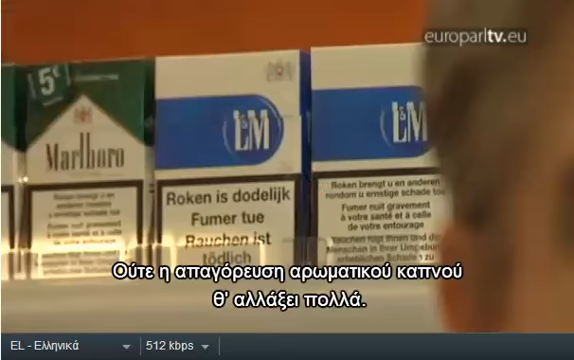 europarltv.eu
Marlboro
L&M
Roken is dodelijk
Fumer tue
Rauchen ist
tödlich
L&M
Roken brengt u en anderen
rondom u ernstige schade toe
Fumer nuit gravement
à votre santé et à celle
de votre entourage
Rauchen fügt Ihnen und
Menschen in Ihrer Umgebung
erheblichen Schaden zu
Ούτε η απαγόρευση αρωματικού καπνού
θ' αλλάξει πολλά.
EL - Ελληνικά
512 kbps